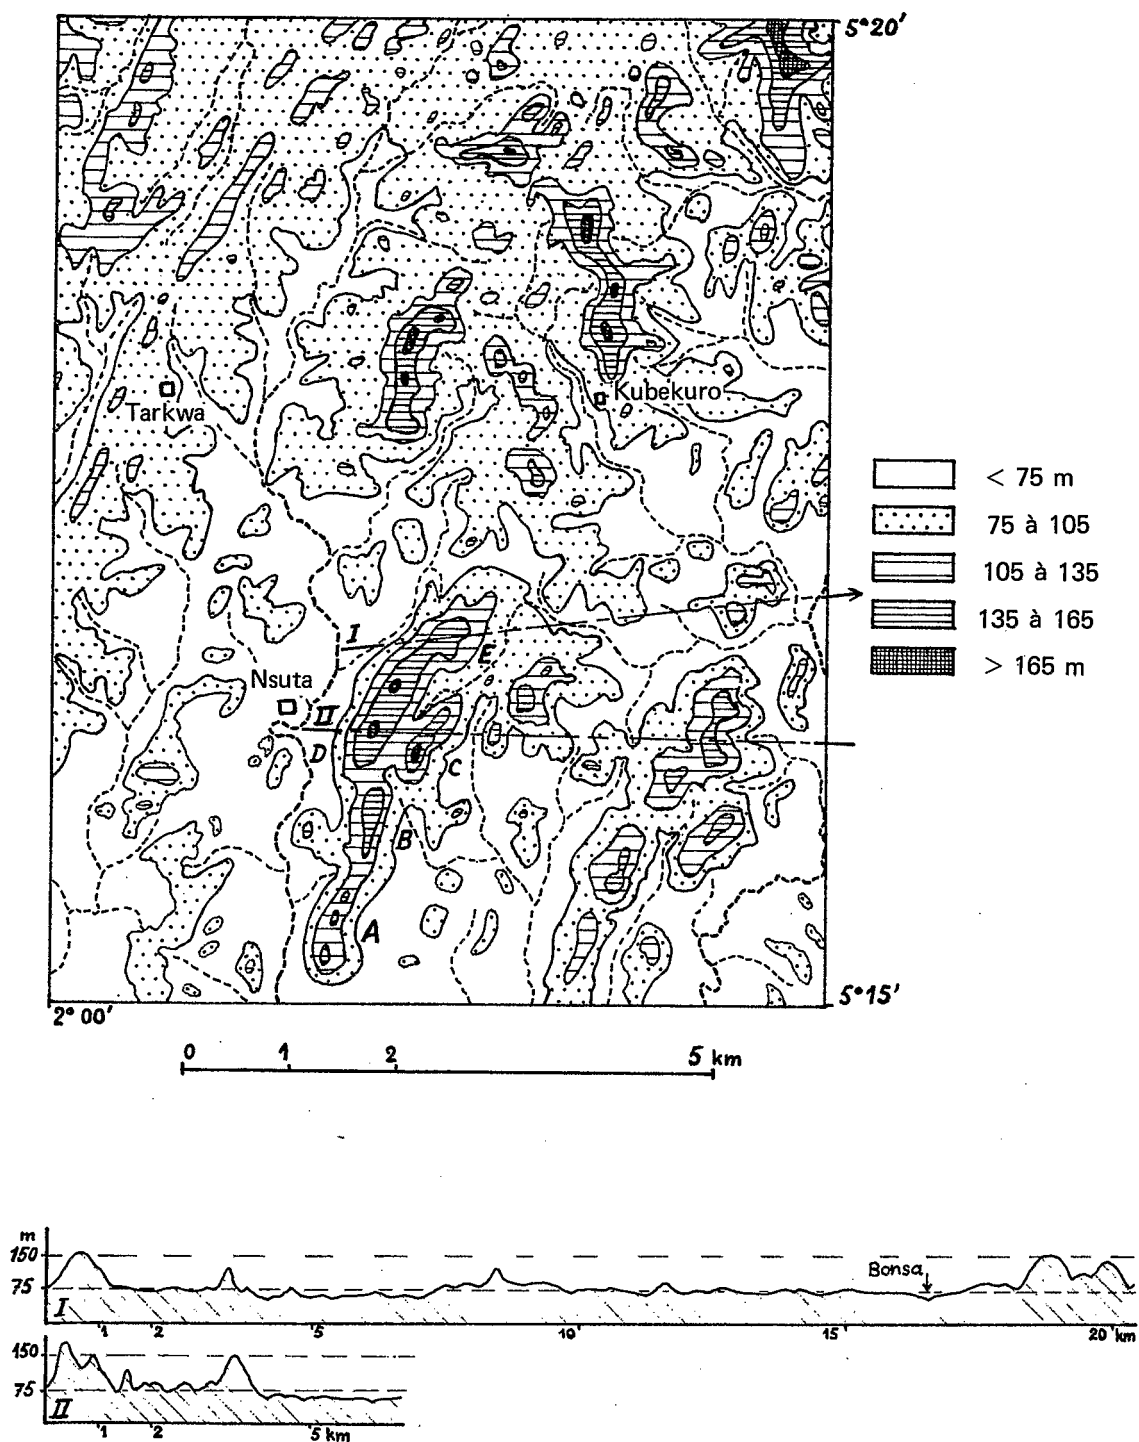 5°20'
Tarkwa
Kubekuro
< 75 m
75 à 105
105 à 135
135 à 165
> 165 m
I
E
Nsuta
II
D
C
B
A
2° 00'
5°15'
0 1 2 5 km
m
150
75
Bonsa
I
1 2 5 10 15 20 km
150
75
II
1 2 5 km